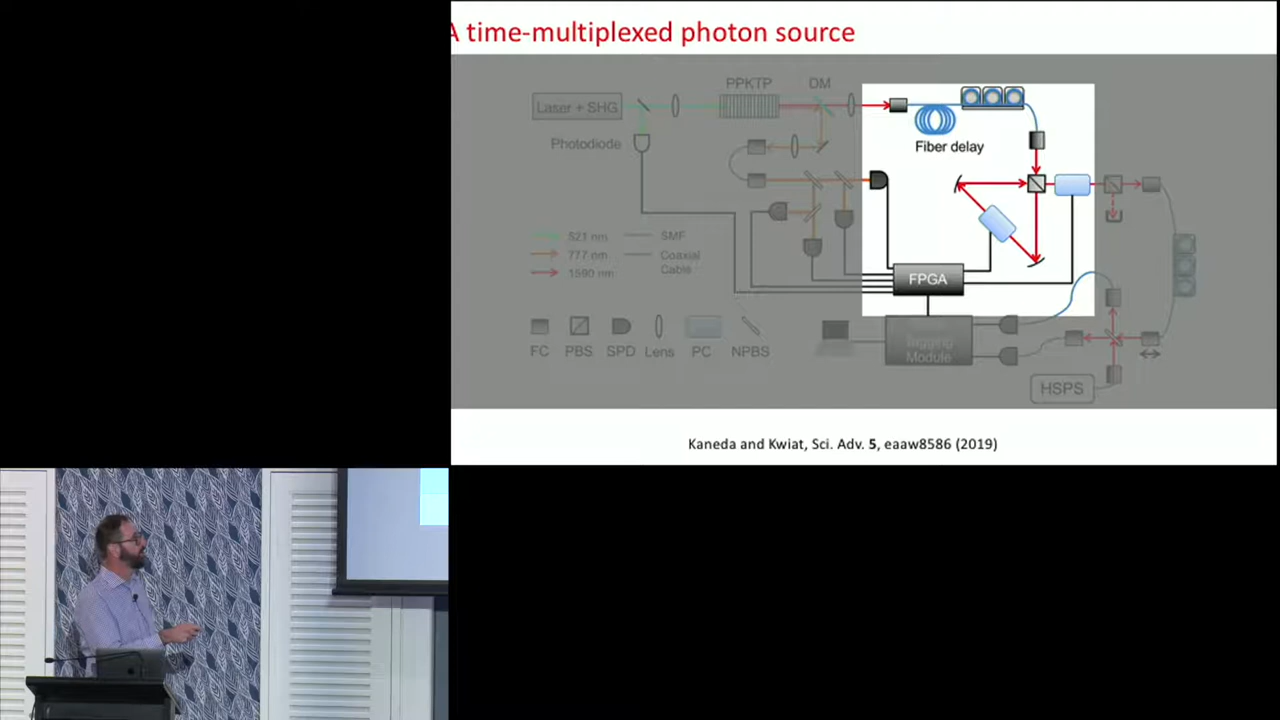 A time-multiplexed photon source
PPKTP
DM
Laser + SHG
Photodiode
Fiber delay
521 nm
SMF
777 nm
Coaxial
Cable
1590 nm
FPGA
Tagging
Module
FC
PBS
SPD
Lens
PC
NPBS
HSPS
Kaneda and Kwiat, Sci. Adv. 5, eaaw8586 (2019)